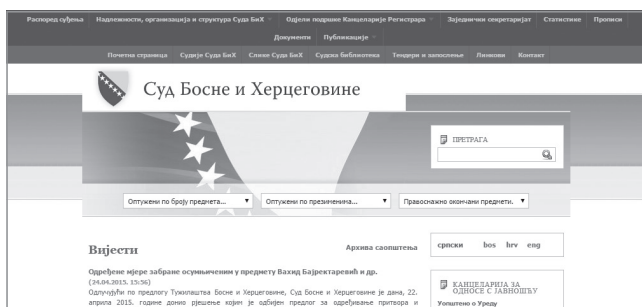 Распоред суђења Надлежности, организација и структура Суда БиХ Одјели подршке Канцеларије Регистрара Заједнички секретаријат Статистике Прописи
Документи Публикације
Почетна страница Судије Суда БиХ Слике Суда БиХ Судска библиотека Тендери и запослење Линкови Контакт
Суд Босне и Херцеговине
ПРЕТРАГА
Оптужени по броју предмета... Оптужени по презименима... Правоснажно окончани предмети.
Вијести
Архива саопштења
српски bos hrv eng
Одређене мјере забране осумњиченим у предмету Вахид Бајректаревић и др.
(24.04.2015. 15:56)
Одлучујући по предлогу Тужилаштва Босне и Херцеговине, Суд Босне и Херцеговине је дана, 22.
априла 2015. године донио рјешење којим је одбијен предлог за одређивање притвора и
КАНЦЕЛАРИЈА ЗА
ОДНОСЕ С ЈАВНОШЋУ
Уопштено о Уреду